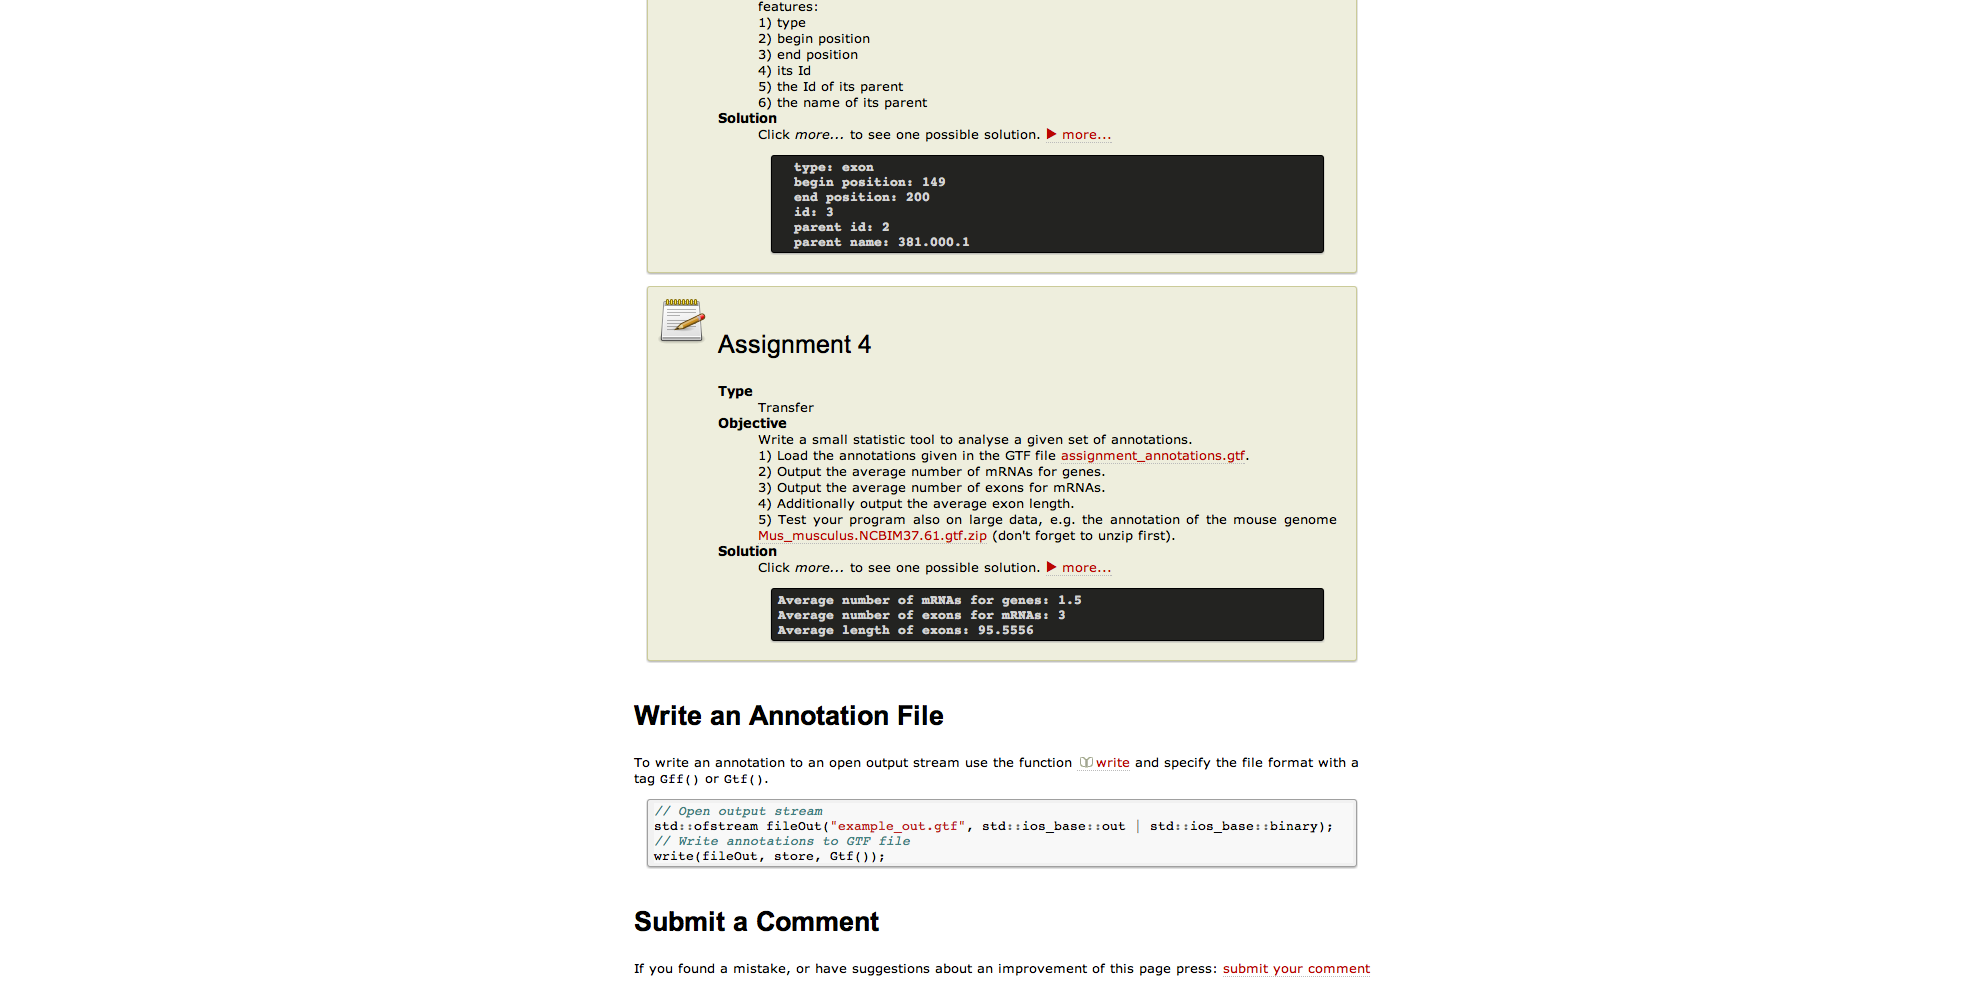 features:
1) type
2) begin position
3) end position
4) its Id
5) the Id of its parent
6) the name of its parent
Solution
Click more... to see one possible solution. ▶ more...
type: exon
begin position: 149
end position: 200
id: 3
parent id: 2
parent name: 381.000.1
Assignment 4
Type
Transfer
Objective
Write a small statistic tool to analyse a given set of annotations.
1) Load the annotations given in the GTF file assignment_annotations.gtf.
2) Output the average number of mRNAs for genes.
3) Output the average number of exons for mRNAs.
4) Additionally output the average exon length.
5) Test your program also on large data, e.g. the annotation of the mouse genome
Mus_musculus.NCBIM37.61.gtf.zip (don't forget to unzip first).
Solution
Click more... to see one possible solution. ▶ more...
Average number of mRNAs for genes: 1.5
Average number of exons for mRNAs: 3
Average length of exons: 95.5556
Write an Annotation File
To write an annotation to an open output stream use the function write and specify the file format with a
tag Gff() or Gtf().
// Open output stream
std::ofstream fileOut("example_out.gtf", std::ios_base::out | std::ios_base::binary);
// Write annotations to GTF file
write(fileOut, store, Gtf());
Submit a Comment
If you found a mistake, or have suggestions about an improvement of this page press: submit your comment